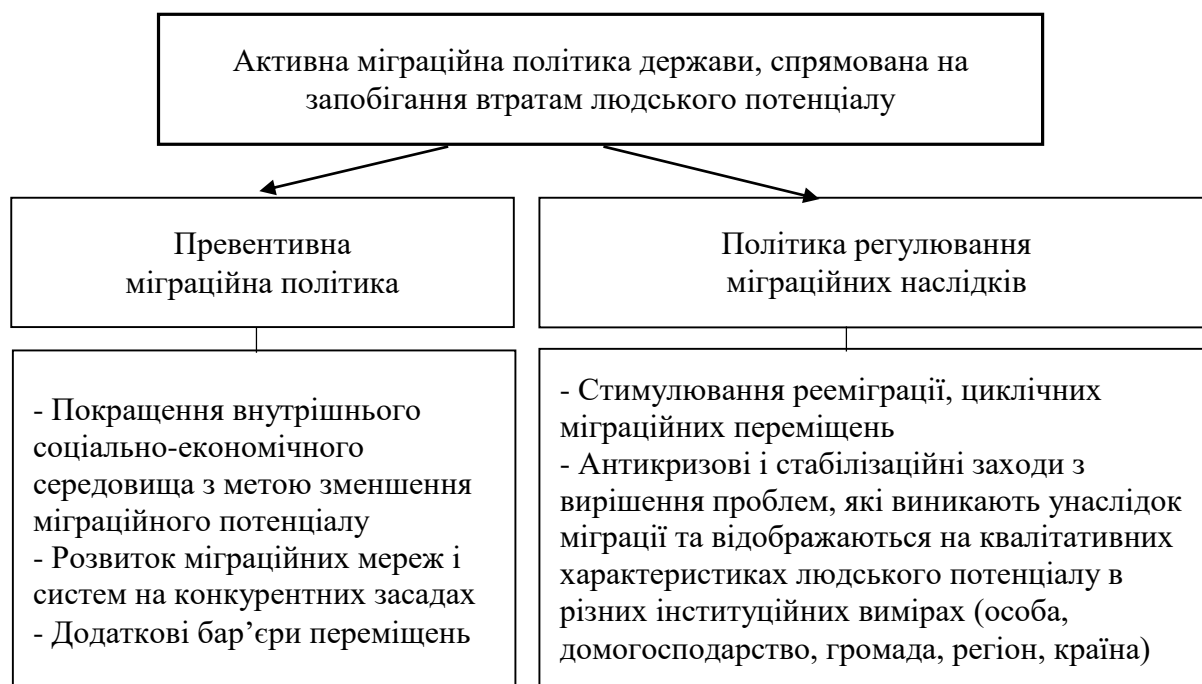 Активна міграційна політика держави, спрямована на
запобігання втратам людського потенціалу
Превентивна
міграційна політика
Політика регулювання
міграційних наслідків
- Покращення внутрішнього
соціально-економічного
середовища з метою зменшення
міграційного потенціалу
- Розвиток міграційних мереж і
систем на конкурентних засадах
- Додаткові бар’єри переміщень
- Стимулювання рееміграції, циклічних
міграційних переміщень
- Антикризові і стабілізаційні заходи з
вирішення проблем, які виникають унаслідок
міграції та відображаються на квалітативних
характеристиках людського потенціалу в
різних інституційних вимірах (особа,
домогосподарство, громада, регіон, країна)